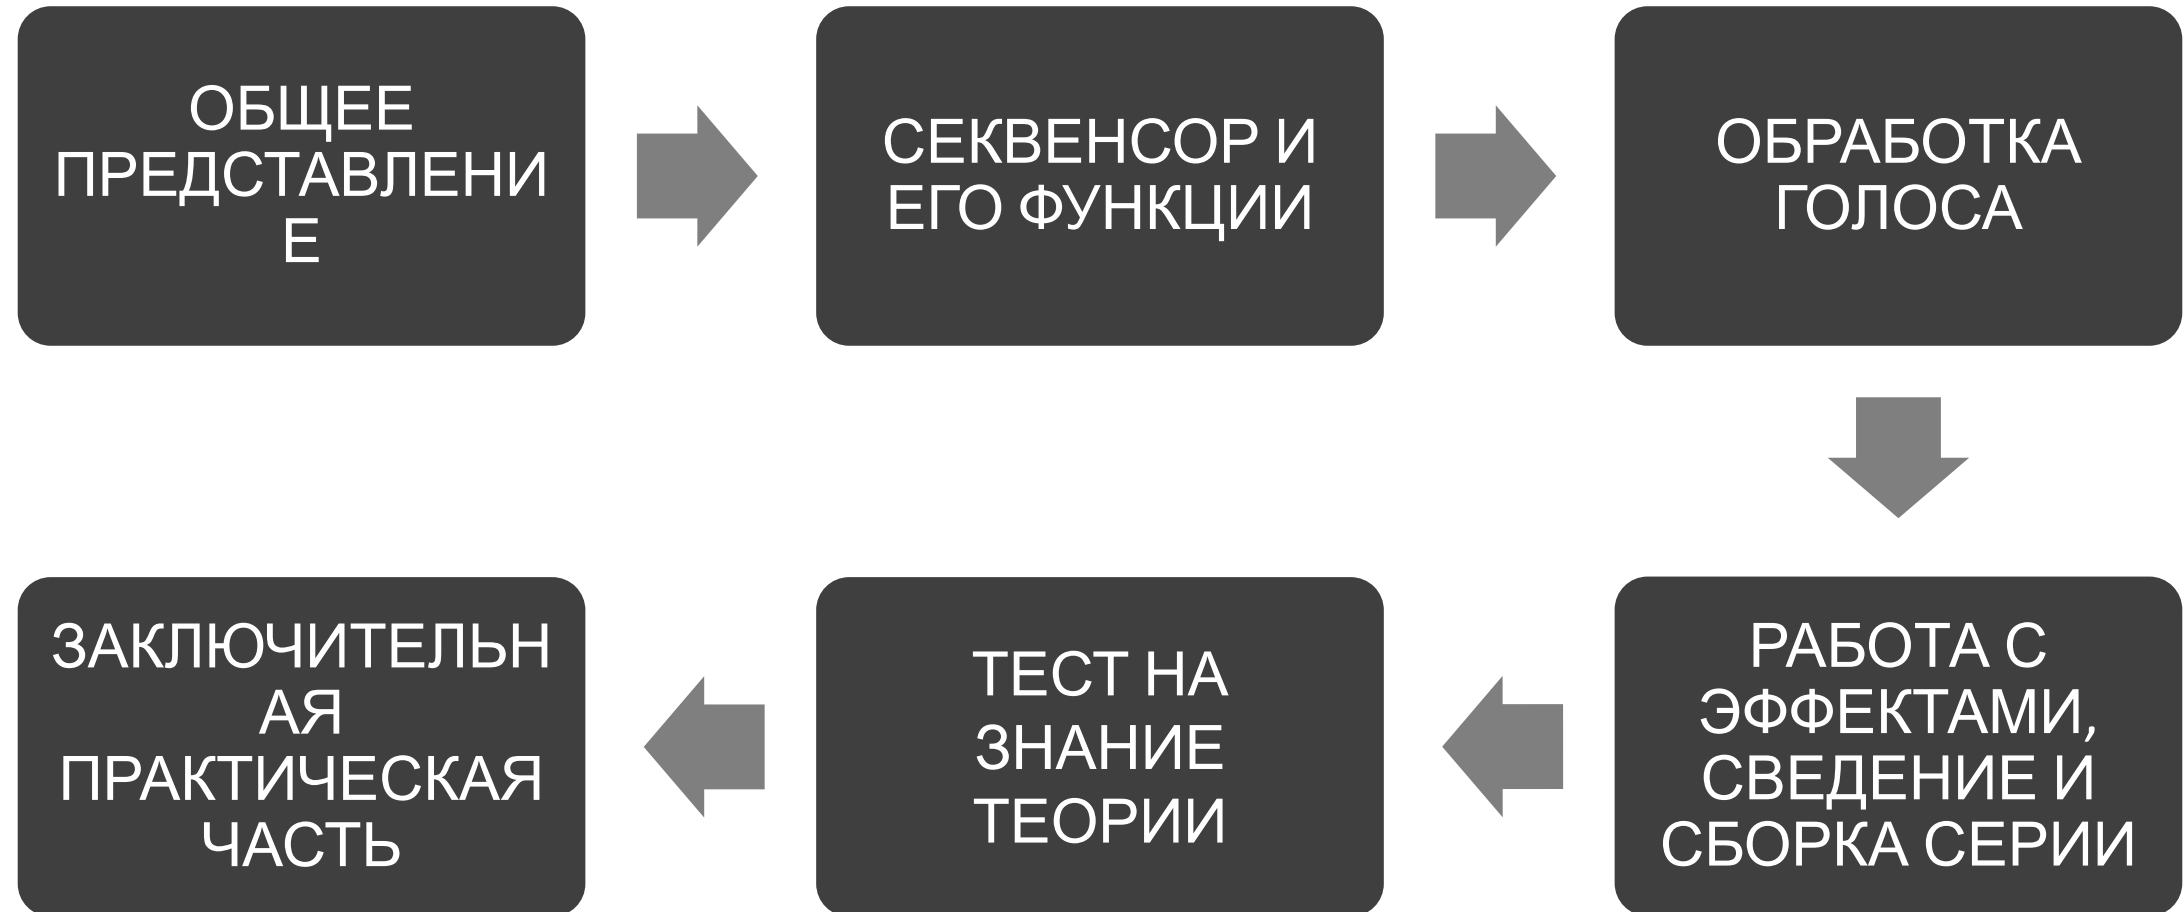 ОБЩЕЕ
ПРЕДСТАВЛЕНИ
Е
СЕКВЕНСОР И
ЕГО ФУНКЦИИ
ОБРАБОТКА
ГОЛОСА
РАБОТА С
ЭФФЕКТАМИ,
СВЕДЕНИЕ И
СБОРКА СЕРИИ
ТЕСТ НА
ЗНАНИЕ
ТЕОРИИ
ЗАКЛЮЧИТЕЛЬН
АЯ
ПРАКТИЧЕСКАЯ
ЧАСТЬ